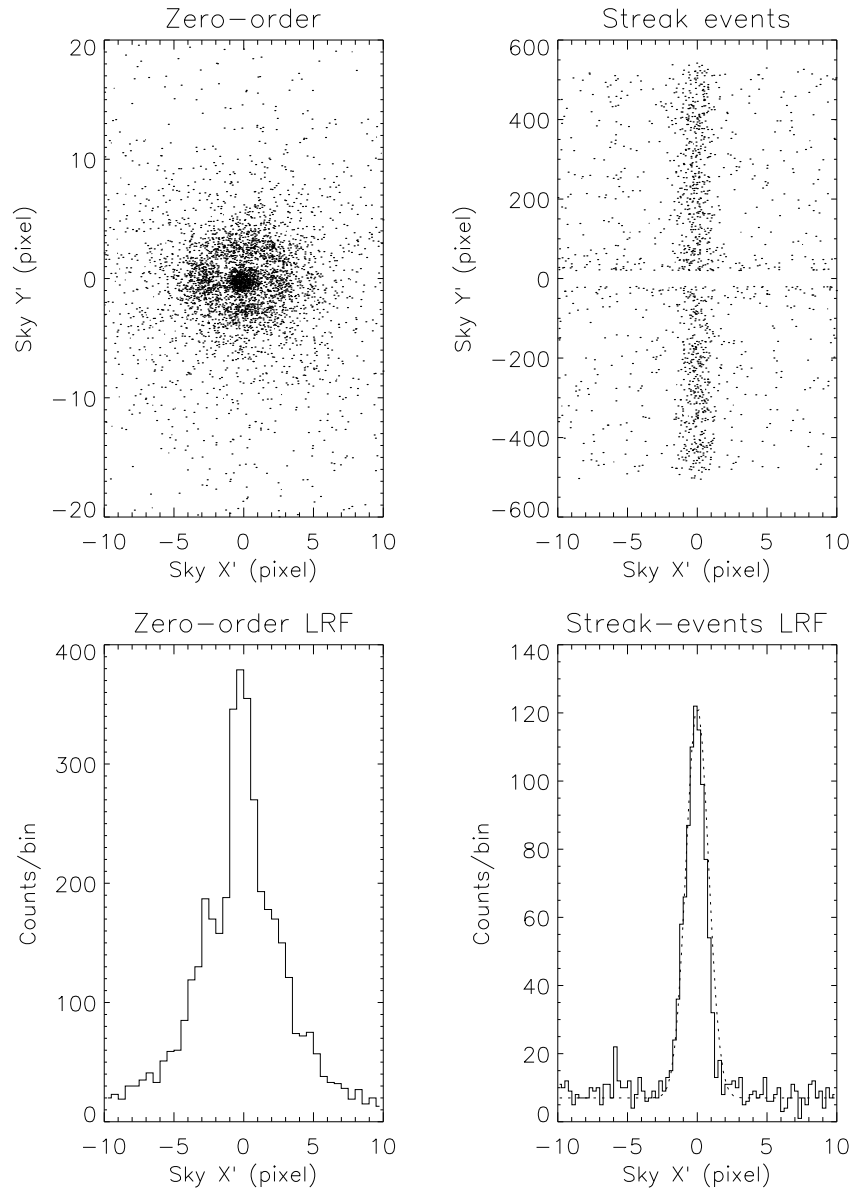 Zero-order
Sky Y' (pixel)
20
10
0
-10
-20
-10 -5 0 5 10
Sky X' (pixel)
Streak events
Sky Y' (pixel)
600
400
200
0
-200
-400
-600
-10 -5 0 5 10
Sky X' (pixel)
Zero-order LRF
Counts/bin
400
300
200
100
0
-10 -5 0 5 10
Sky X' (pixel)
Streak-events LRF
Counts/bin
140
120
100
80
60
40
20
0
-10 -5 0 5 10
Sky X' (pixel)